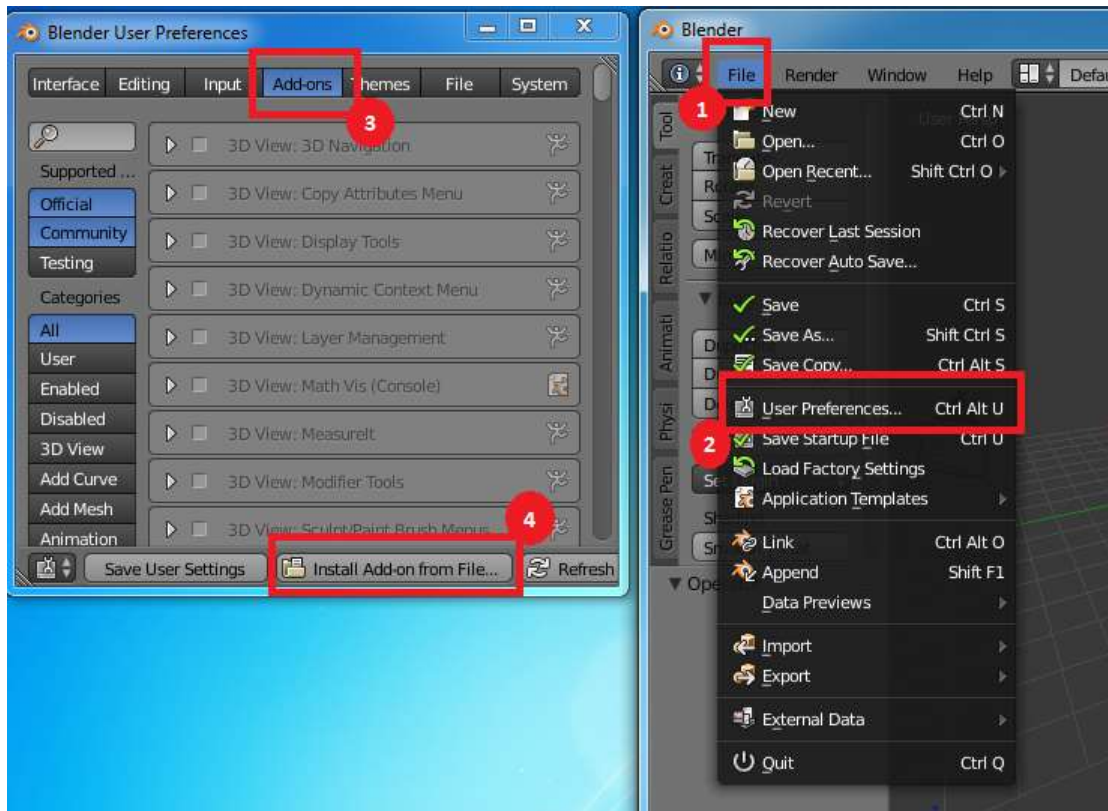 Blender User Preferences
Interface Editing Input Add-ons Themes File System
3
Supported ...
Official
Community
Testing
Categories
All
User
Enabled
Disabled
3D View
Add Curve
Add Mesh
Animation
3D View: 3D Navigation
3D View: Copy Attributes Menu
3D View: Display Tools
3D View: Dynamic Context Menu
3D View: Layer Management
3D View: Math Vis (Console)
3D View: MeasureIt
3D View: Modifier Tools
3D View: Sculpt/Paint Brush Menus
4
Save User Settings Install Add-on from File... Refresh
Blender
File Render Window Help
1
Tool
Creat
Relatio
Animati
Physi
Grease Pen
New Ctrl N
Open... Ctrl O
Open Recent... Shift Ctrl O
Revert
Recover Last Session
Recover Auto Save...
Save Ctrl S
Save As... Shift Ctrl S
Save Copy... Ctrl Alt S
User Preferences... Ctrl Alt U
2
Save Startup File Ctrl U
Load Factory Settings
Application Templates
Link Ctrl Alt O
Append Shift F1
Data Previews
Import
Export
External Data
Quit Ctrl Q